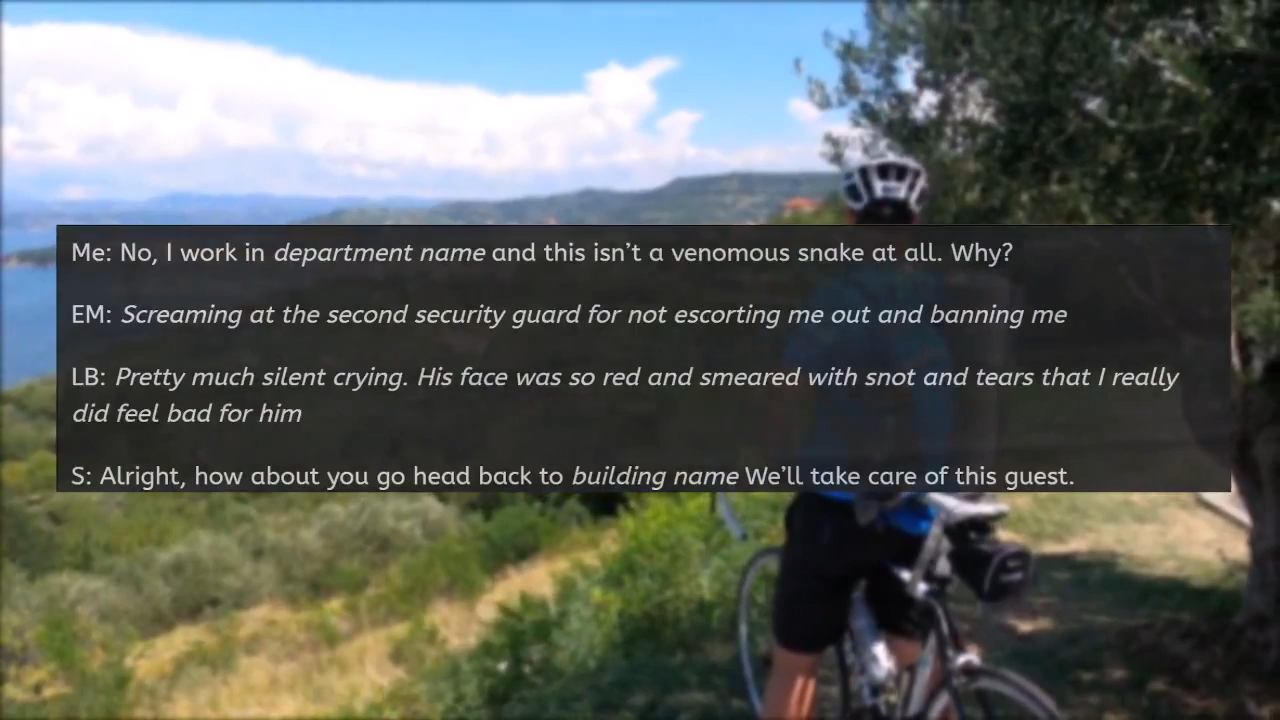 Me: No, I work in department name and this isn’t a venomous snake at all. Why?
EM: Screaming at the second security guard for not escorting me out and banning me
LB: Pretty much silent crying. His face was so red and smeared with snot and tears that I really
did feel bad for him
S: Alright, how about you go head back to building name We’ll take care of this guest.